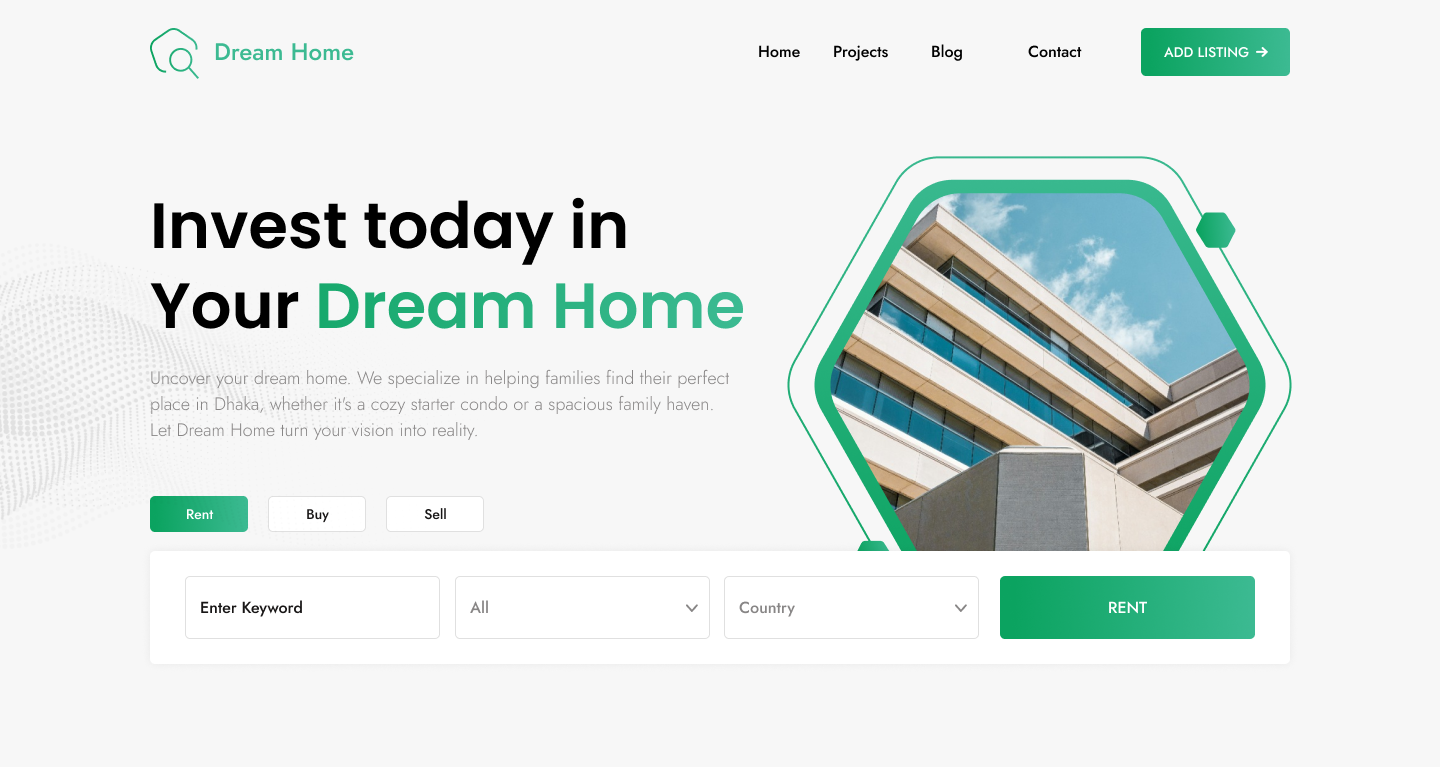 Dream Home
Home
Projects
Blog
Contact
ADD LISTING
Invest today in
Your Dream Home
Uncover your dream home. We specialize in helping families find their perfect
place in Dhaka, whether it's a cozy starter condo or a spacious family haven.
Let Dream Home turn your vision into reality.
Rent
Buy
Sell
Enter Keyword
All
Country
RENT